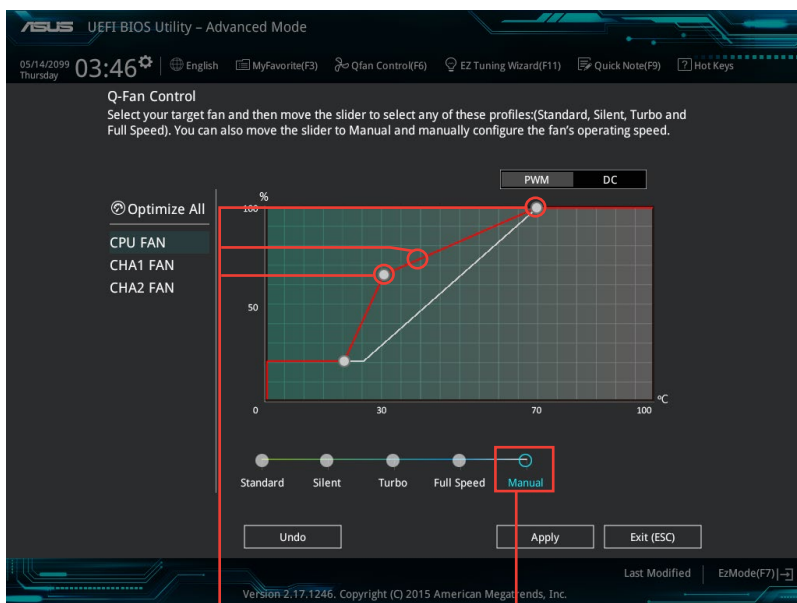 ASUS UEFI BIOS Utility – Advanced Mode
05/14/2099
Thursday
03:46
English MyFavorite(F3) Qfan Control(F6) EZ Tuning Wizard(F11) Quick Note(F9) ? Hot Keys
Q-Fan Control
Select your target fan and then move the slider to select any of these profiles:(Standard, Silent, Turbo and
Full Speed). You can also move the slider to Manual and manually configure the fan's operating speed.
PWM DC
Optimize All
CPU FAN
CHA1 FAN
CHA2 FAN
%
100
50
0 30 70 100
ºC
Standard Silent Turbo Full Speed Manual
Undo Apply Exit (ESC)
Last Modified EzMode(F7)
Version 2.17.1246. Copyright (C) 2015 American Megatrends, Inc.